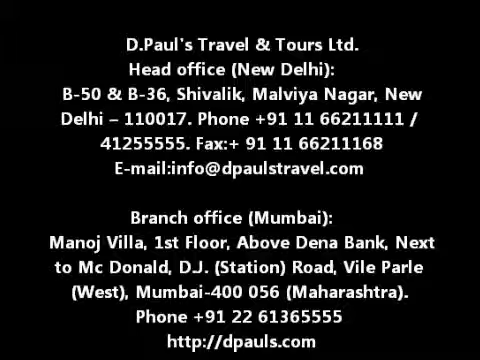 D.Paul's Travel & Tours Ltd.
Head office (New Delhi):
B-50 & B-36, Shivalik, Malviya Nagar, New
Delhi – 110017. Phone +91 11 66211111 /
41255555. Fax:+ 91 11 66211168
E-mail:info@dpaulstravel.com
Branch office (Mumbai):
Manoj Villa, 1st Floor, Above Dena Bank, Next
to Mc Donald, D.J. (Station) Road, Vile Parle
(West), Mumbai-400 056 (Maharashtra).
Phone +91 22 61365555
http://dpauls.com